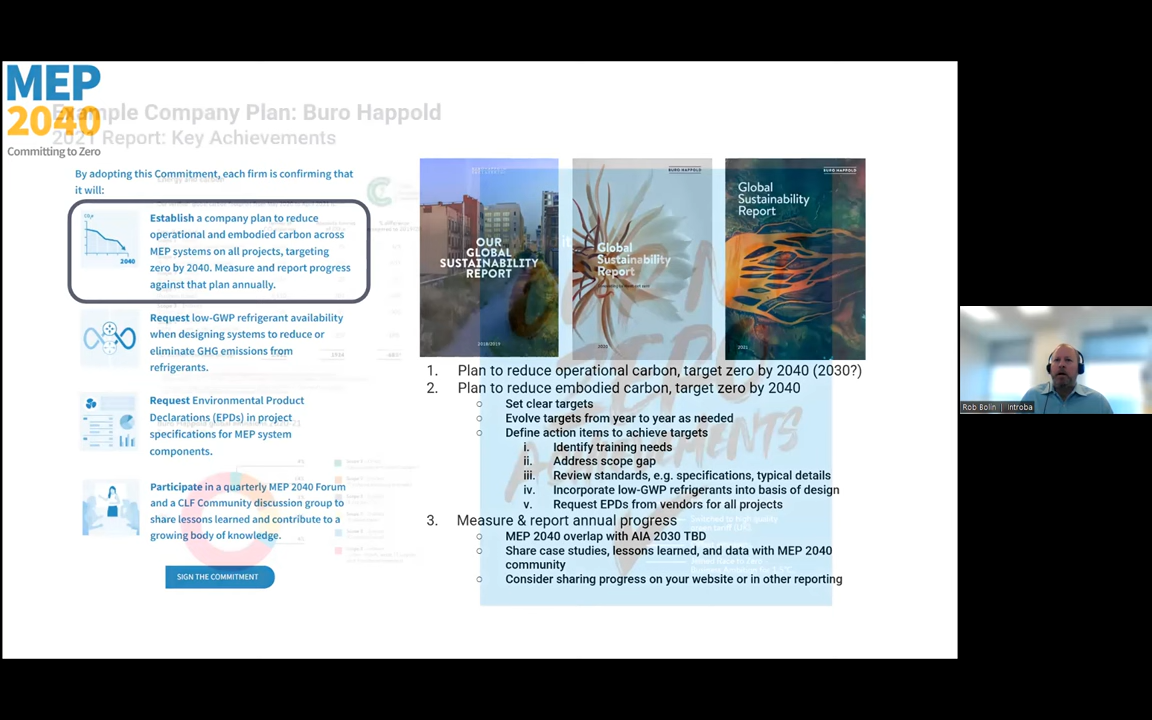 MEP
2040
Committing to Zero
Example Company Plan: Buro Happold
2021 Report: Key Achievements
By adopting this Commitment, each firm is confirming that
it will:
Establish a company plan to reduce
operational and embodied carbon across
MEP systems on all projects, targeting
zero by 2040. Measure and report progress
against that plan annually.
2040
Request low-GWP refrigerant availability
when designing systems to reduce or
eliminate GHG emissions from
refrigerants.
Request Environmental Product
Declarations (EPDs) in project
specifications for MEP system
components.
Participate in a quarterly MEP 2040 Forum
and a CLF Community discussion group to
share lessons learned and contribute to a
growing body of knowledge.
SIGN THE COMMITMENT
OUR
GLOBAL
SUSTAINABILITY
REPORT
2018/2019
BURO HAPPOLD
Global
Sustainability
Report
2020
BURO HAPPOLD
Global
Sustainability
Report
2021
1. Plan to reduce operational carbon, target zero by 2040 (2030?)
2. Plan to reduce embodied carbon, target zero by 2040
○ Set clear targets
○ Evolve targets from year to year as needed
○ Define action items to achieve targets
i. Identify training needs
ii. Address scope gap
iii. Review standards, e.g. specifications, typical details
iv. Incorporate low-GWP refrigerants into basis of design
v. Request EPDs from vendors for all projects
3. Measure & report annual progress
○ MEP 2040 overlap with AIA 2030 TBD
○ Share case studies, lessons learned, and data with MEP 2040
community
○ Consider sharing progress on your website or in other reporting
Rob Bolin | Introba